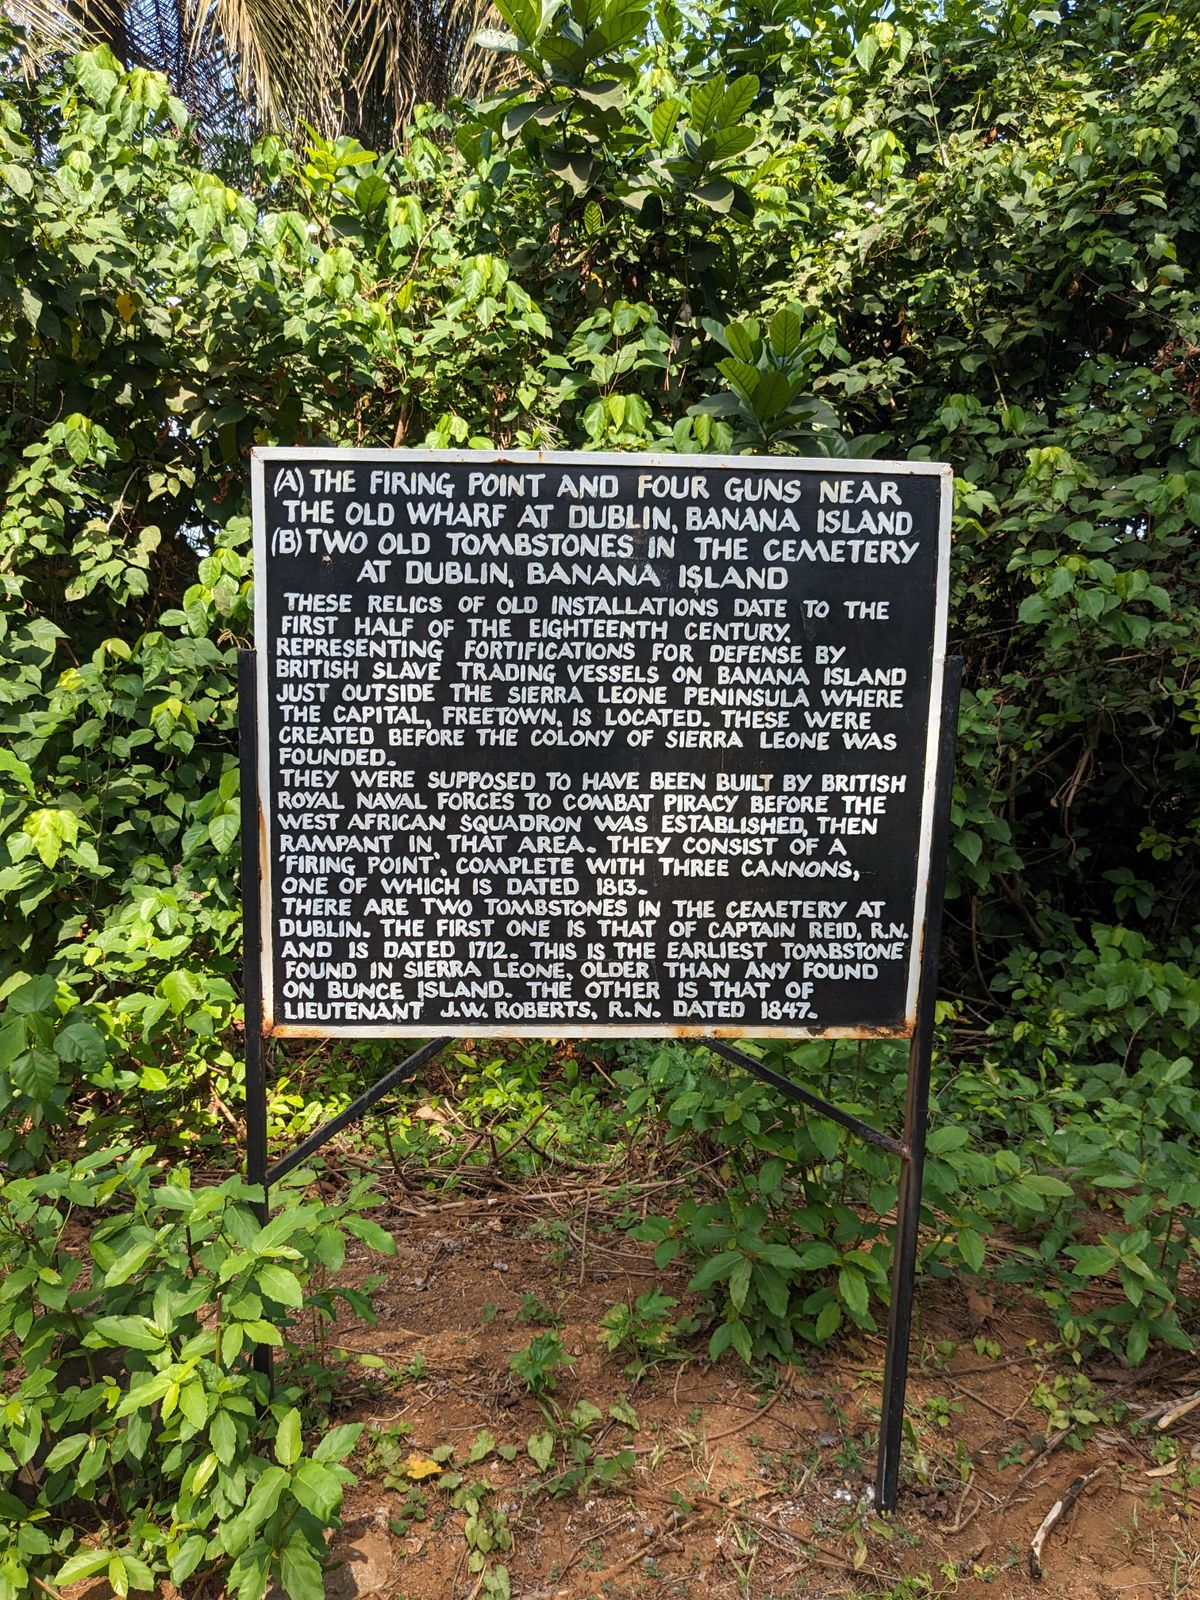 (A) THE FIRING POINT AND FOUR GUNS NEAR
THE OLD WHARF AT DUBLIN, BANANA ISLAND
(B) TWO OLD TOMBSTONES IN THE CEMETERY
AT DUBLIN, BANANA ISLAND
THESE RELICS OF OLD INSTALLATIONS DATE TO THE
FIRST HALF OF THE EIGHTEENTH CENTURY.
REPRESENTING FORTIFICATIONS FOR DEFENSE BY
BRITISH SLAVE TRADING VESSELS ON BANANA ISLAND
JUST OUTSIDE THE SIERRA LEONE PENINSULA WHERE
THE CAPITAL, FREETOWN, IS LOCATED. THESE WERE
CREATED BEFORE THE COLONY OF SIERRA LEONE WAS
FOUNDED.
THEY WERE SUPPOSED TO HAVE BEEN BUILT BY BRITISH
ROYAL NAVAL FORCES TO COMBAT PIRACY BEFORE THE
WEST AFRICAN SQUADRON WAS ESTABLISHED, THEN
RAMPANT IN THAT AREA. THEY CONSIST OF A
'FIRING POINT', COMPLETE WITH THREE CANNONS,
ONE OF WHICH IS DATED 1813.
THERE ARE TWO TOMBSTONES IN THE CEMETERY AT
DUBLIN. THE FIRST ONE IS THAT OF CAPTAIN REID, R.N.
AND IS DATED 1712. THIS IS THE EARLIEST TOMBSTONE
FOUND IN SIERRA LEONE, OLDER THAN ANY FOUND
ON BUNCE ISLAND. THE OTHER IS THAT OF
LIEUTENANT J.W. ROBERTS, R.N. DATED 1847.